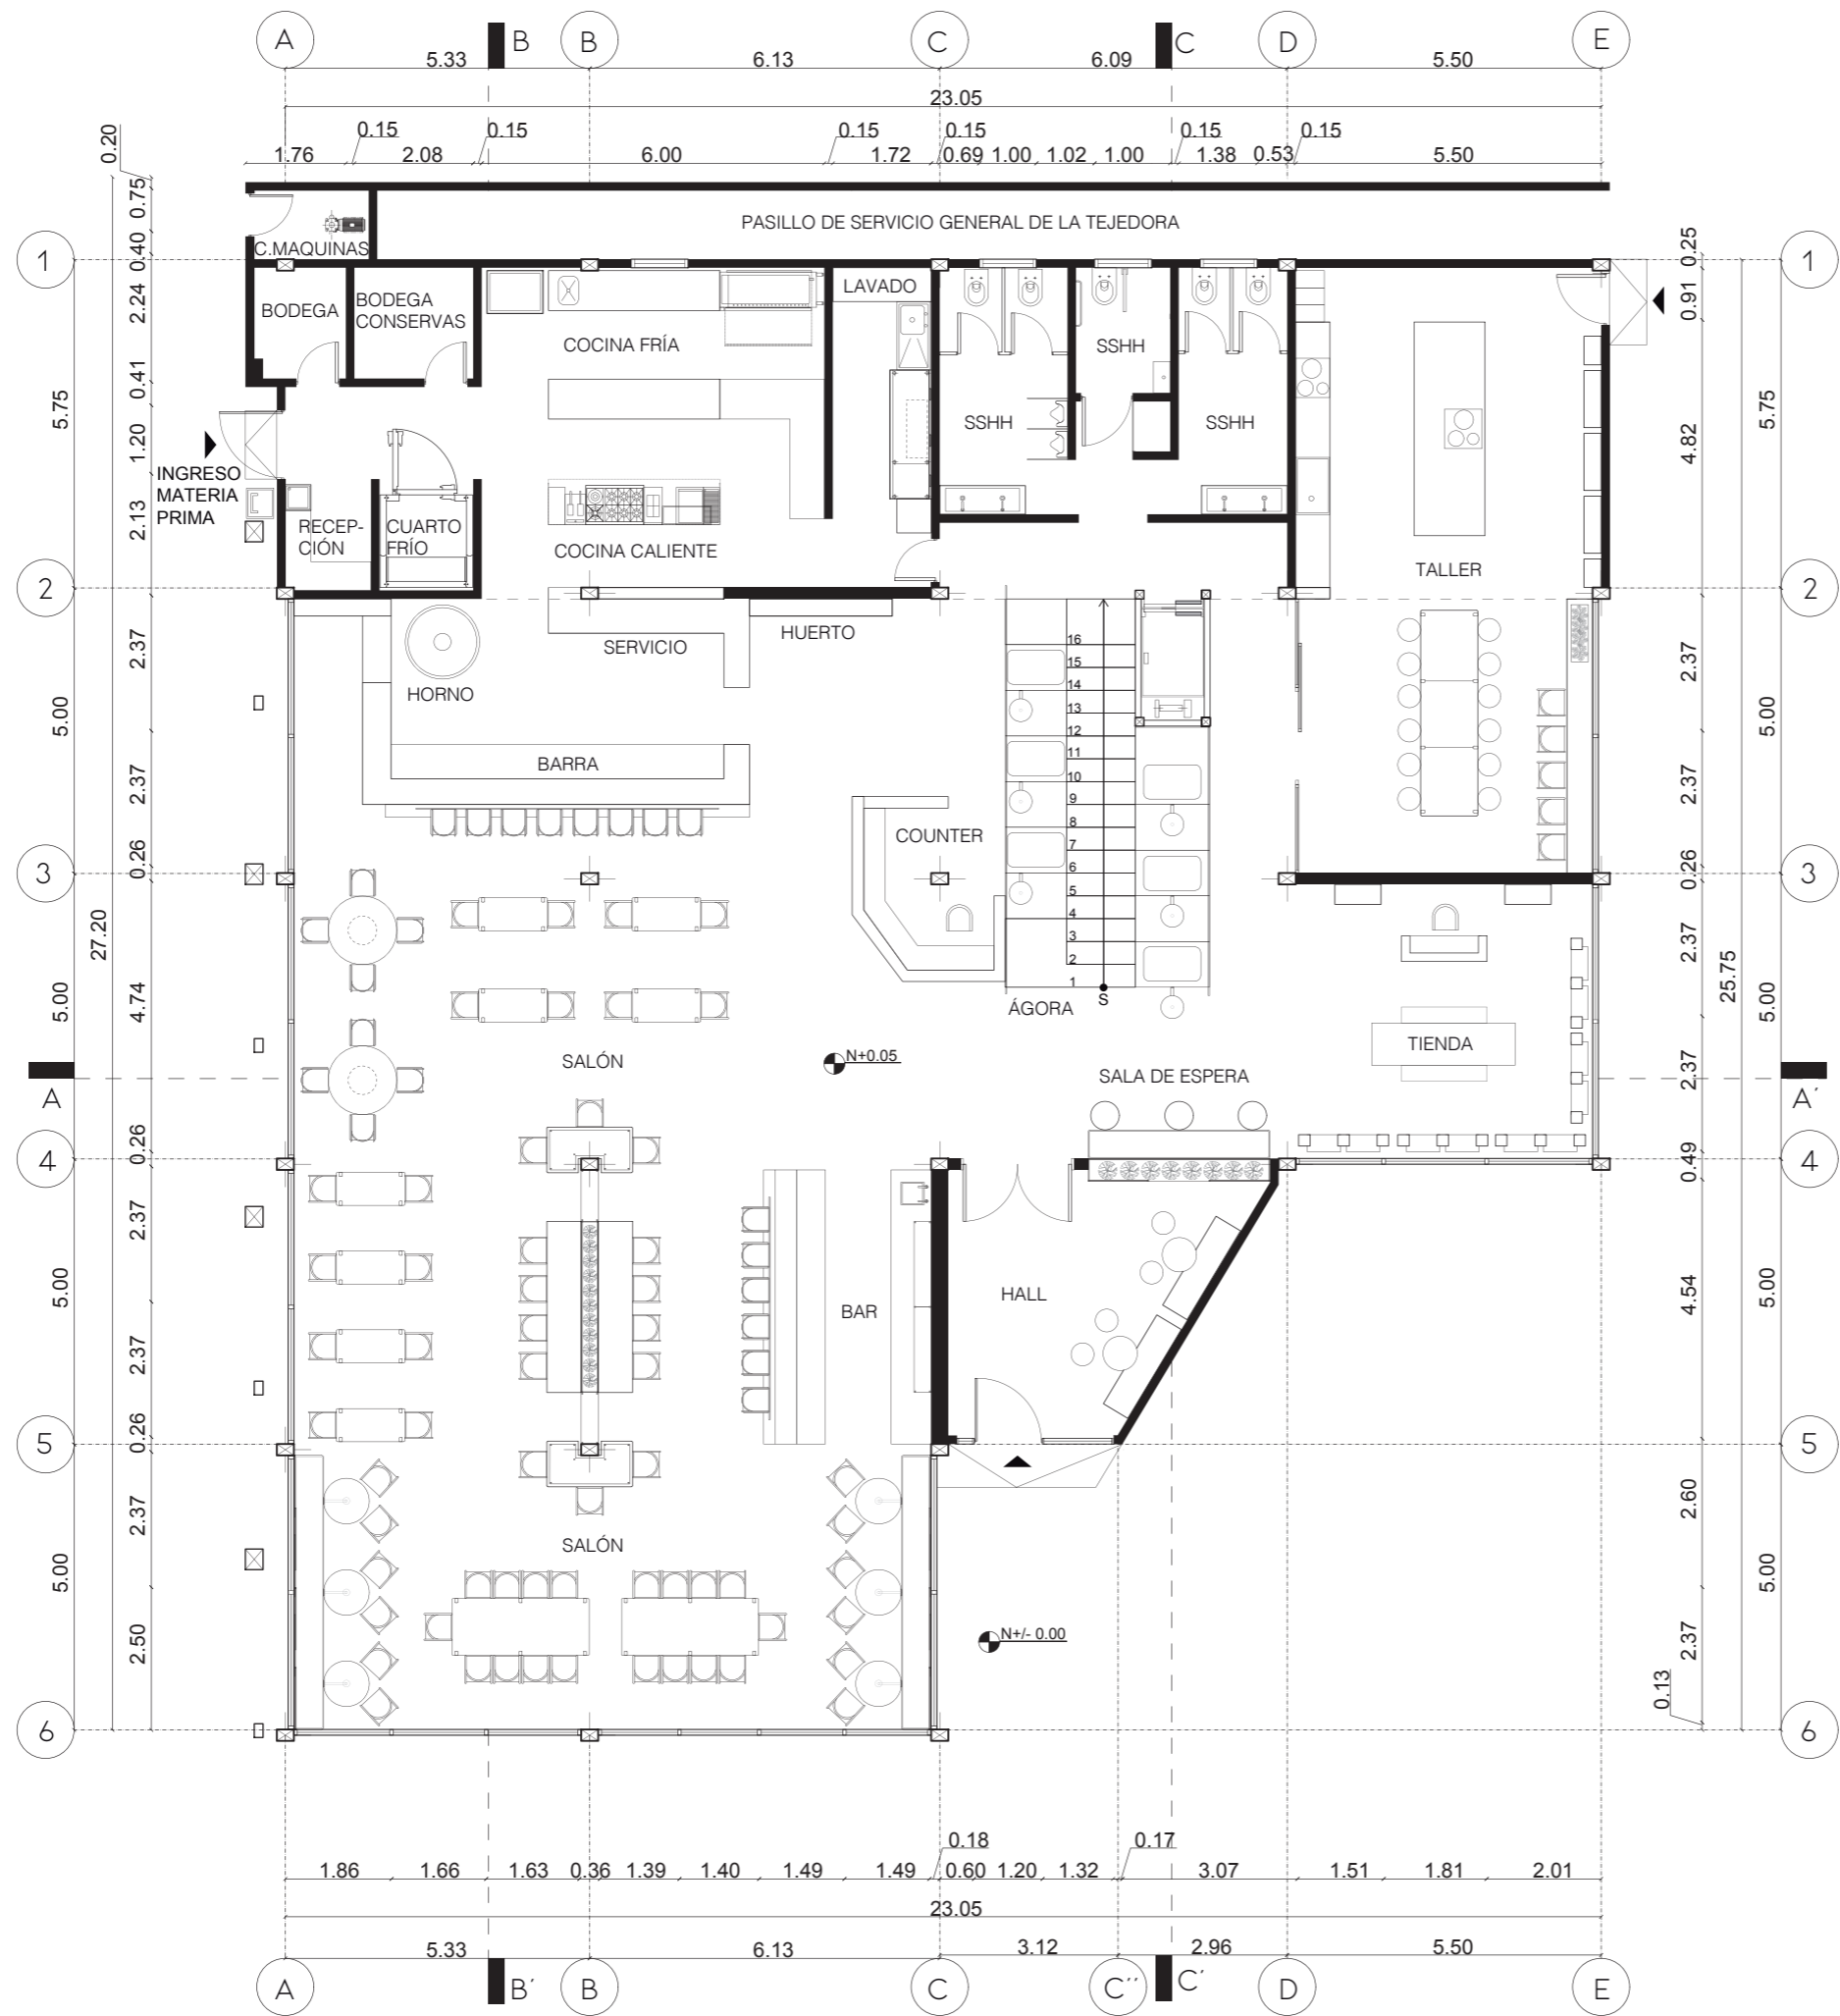 A B B C C D E
5.33 6.13 6.09 5.50
23.05
0.15 0.15 0.15 0.15 0.15 0.15
1.76 2.08 6.00 1.72 0.69 1.00 1.02 1.00 1.38 0.53 5.50
0.20
0.75
0.40
2.24
0.41
1.20
2.13
2.37
2.37
0.26
4.74
0.26
2.37
2.37
0.26
2.37
2.50
27.20
5.75
5.00
5.00
5.00
5.00
1
2
3
4
5
6
A
PASILLO DE SERVICIO GENERAL DE LA TEJEDORA
C.MAQUINAS
BODEGA
BODEGA
CONSERVAS
COCINA FRÍA
LAVADO
SSHH
SSHH
SSHH
INGRESO
MATERIA
PRIMA
RECEP-
CIÓN
CUARTO
FRÍO
COCINA CALIENTE
TALLER
HORNO
SERVICIO
HUERTO
BARRA
COUNTER
16
15
14
13
12
11
10
9
8
7
6
5
4
3
2
1
S
ÁGORA
SALÓN
N+0.05
SALA DE ESPERA
TIENDA
BAR
HALL
SALÓN
N+/- 0.00
0.25
0.91
4.82
2.37
2.37
0.26
2.37
2.37
0.49
4.54
2.60
2.37
0.13
25.75
5.75
5.00
5.00
5.00
5.00
1
2
3
4
5
6
A´
0.18 0.17
1.86 1.66 1.63 0.36 1.39 1.40 1.49 1.49 0.60 1.20 1.32 3.07 1.51 1.81 2.01
23.05
5.33 6.13 3.12 2.96 5.50
A B´ B C C´´ C´ D E